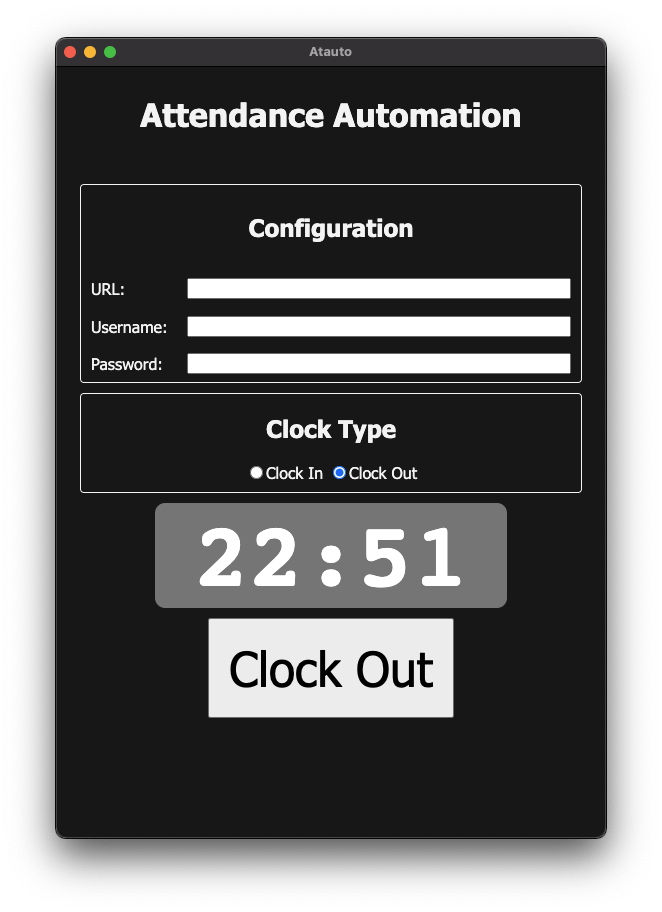 Atauto
Attendance Automation
Configuration
URL:
Username:
Password:
Clock Type
Clock In Clock Out
22:51
Clock Out